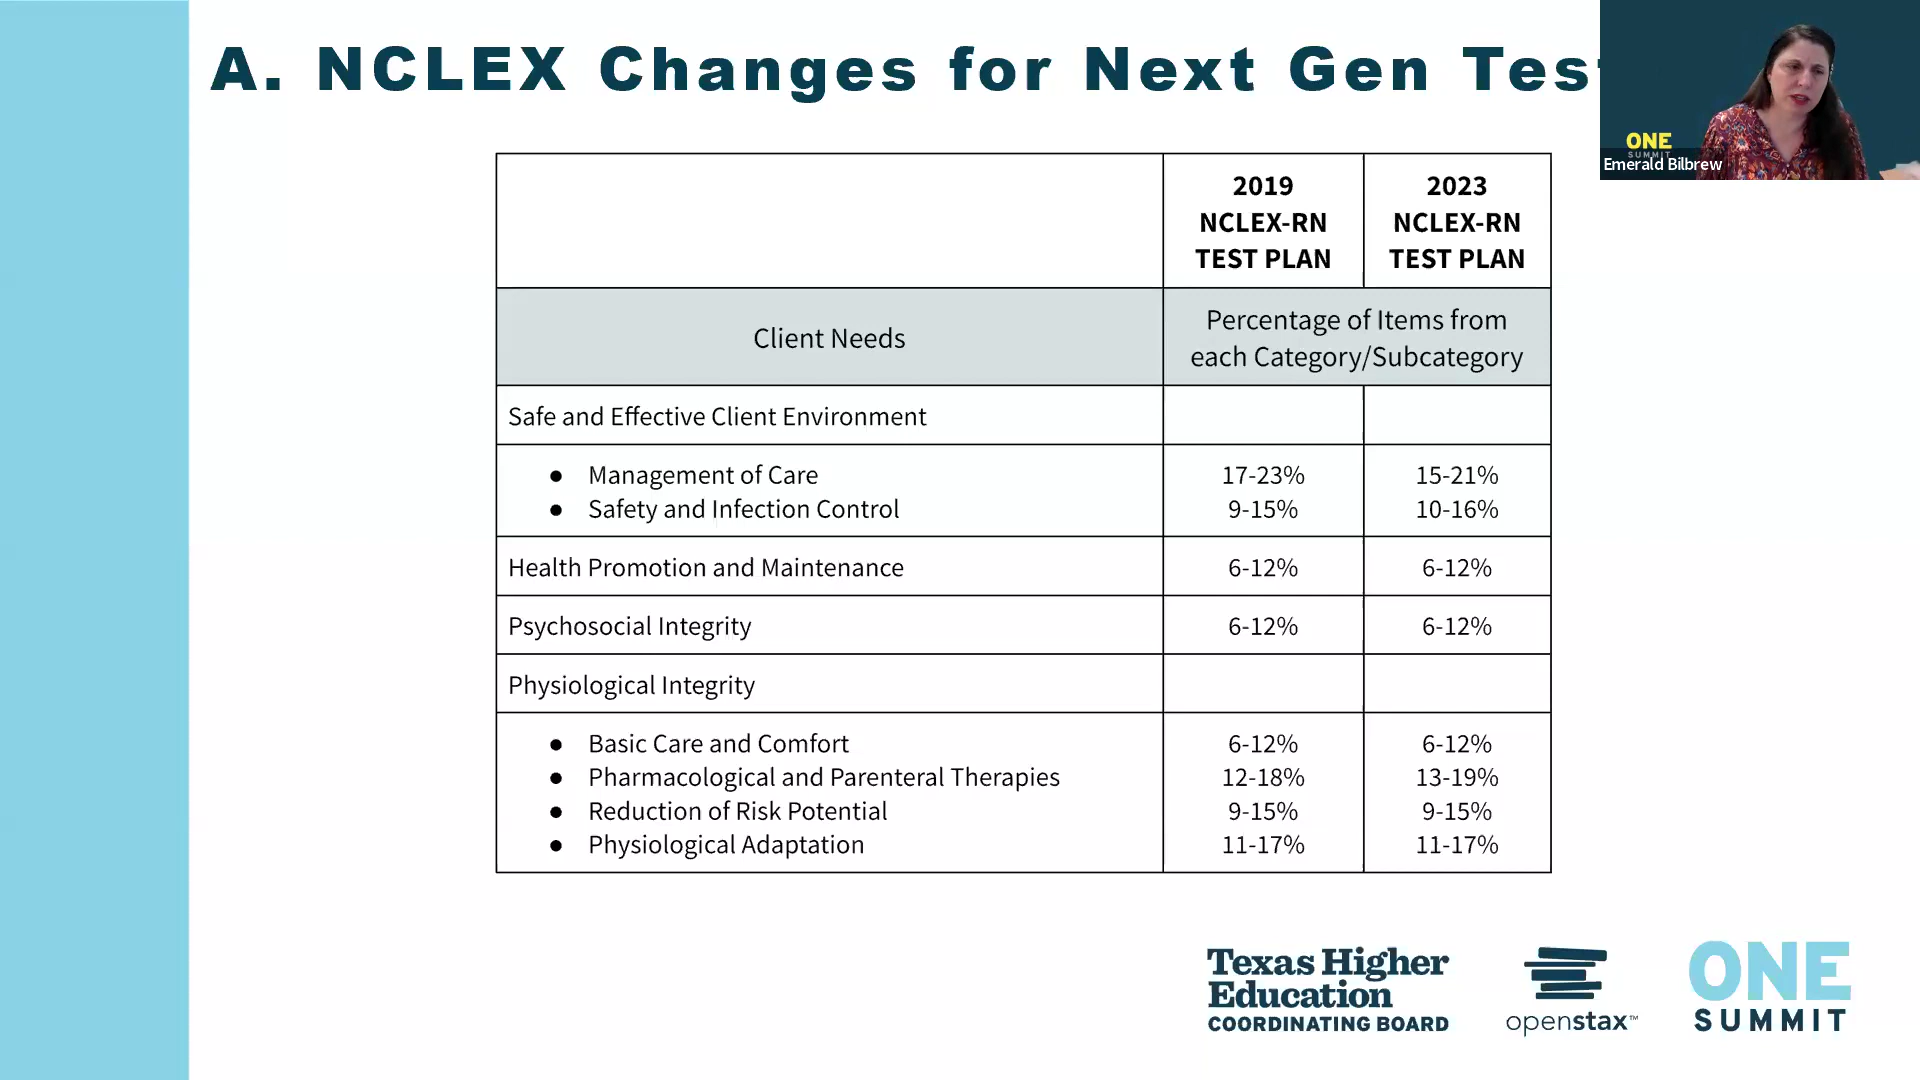 A. NCLEX Changes for Next Gen Tes
ONE
SUMMIT
Emerald Bilbrew
2019 NCLEX-RN TEST PLAN
2023 NCLEX-RN TEST PLAN
Client Needs
Percentage of Items from
each Category/Subcategory
Safe and Effective Client Environment
● Management of Care 17-23% 15-21%
● Safety and Infection Control 9-15% 10-16%
Health Promotion and Maintenance 6-12% 6-12%
Psychosocial Integrity 6-12% 6-12%
Physiological Integrity
● Basic Care and Comfort 6-12% 6-12%
● Pharmacological and Parenteral Therapies 12-18% 13-19%
● Reduction of Risk Potential 9-15% 9-15%
● Physiological Adaptation 11-17% 11-17%
Texas Higher
Education
COORDINATING BOARD
openstax™
ONE
SUMMIT